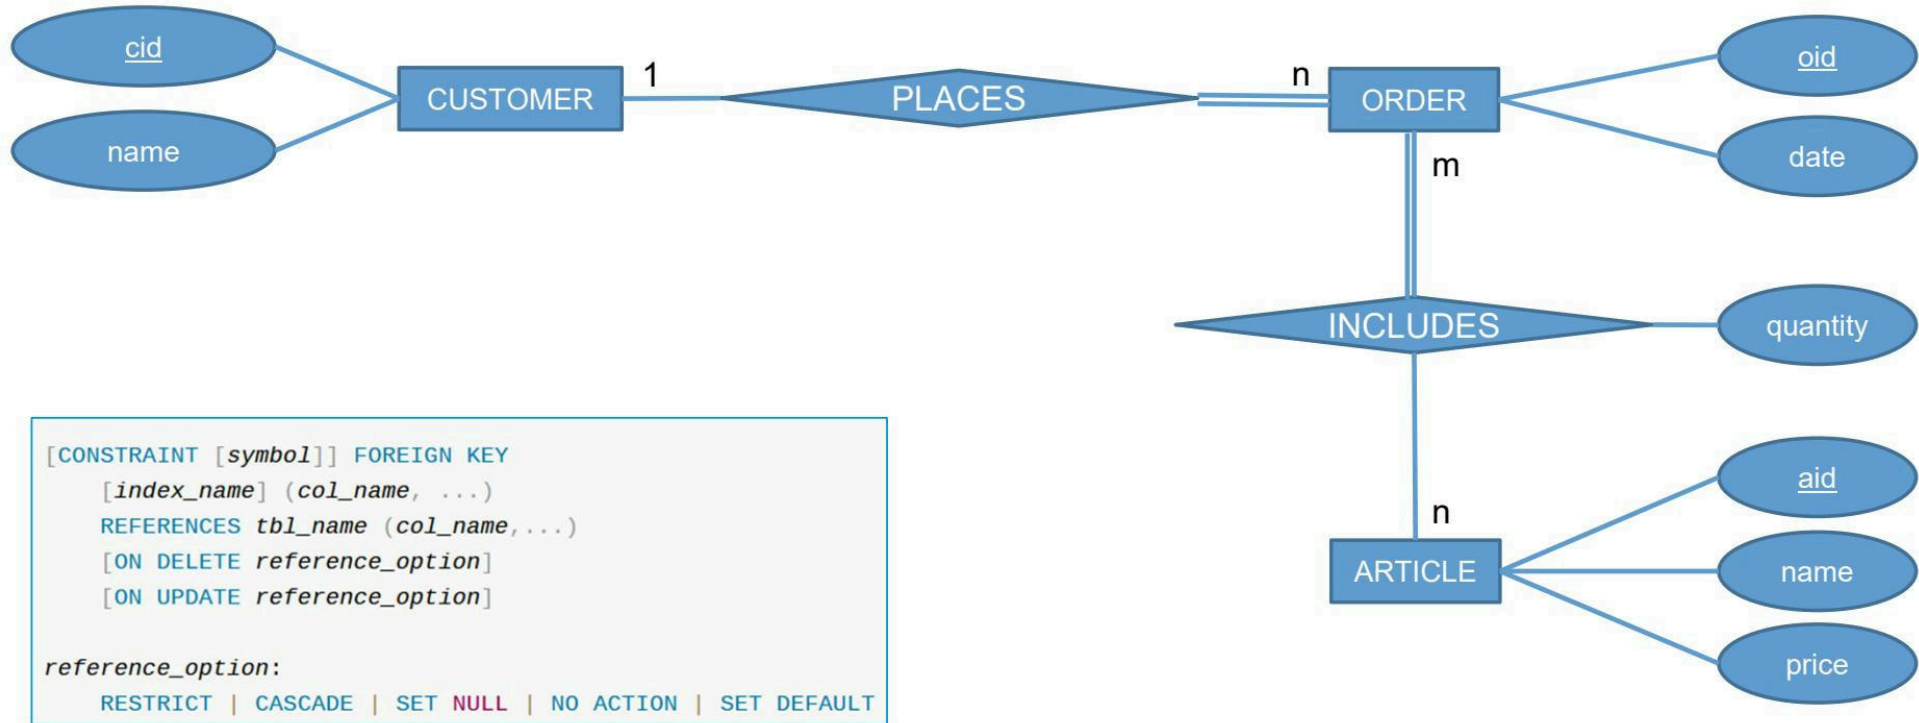 cid
name
CUSTOMER
1
PLACES
n
ORDER
oid
date
m
INCLUDES
quantity
n
ARTICLE
aid
name
price
[CONSTRAINT [symbol]] FOREIGN KEY
[index_name] (col_name, ...)
REFERENCES tbl_name (col_name,...)
[ON DELETE reference_option]
[ON UPDATE reference_option]
reference_option:
RESTRICT | CASCADE | SET NULL | NO ACTION | SET DEFAULT